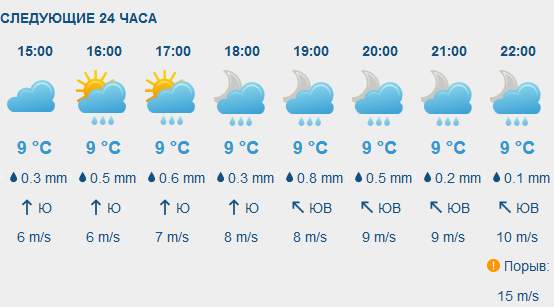 СЛЕДУЮЩИЕ 24 ЧАСА
15:00 16:00 17:00 18:00 19:00 20:00 21:00 22:00
9 °C 9 °C 9 °C 9 °C 9 °C 9 °C 9 °C 9 °C
0.3 mm 0.5 mm 0.6 mm 0.3 mm 0.8 mm 0.5 mm 0.2 mm 0.1 mm
Ю Ю Ю Ю ЮВ ЮВ ЮВ ЮВ
6 m/s 6 m/s 7 m/s 8 m/s 8 m/s 9 m/s 9 m/s 10 m/s
Порыв:
15 m/s